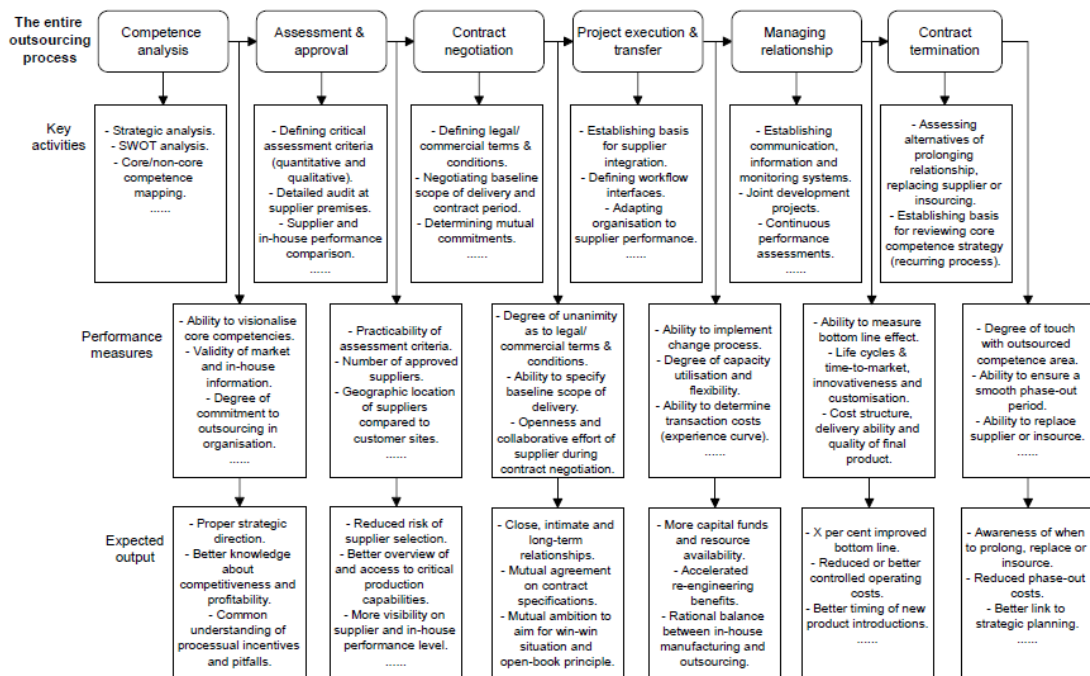 The entire
outsourcing
process
Competence
analysis
Assessment &
approval
Contract
negotiation
Project execution &
transfer
Managing
relationship
Contract
termination
Key
activities
- Strategic analysis.
- SWOT analysis.
- Core/non-core
competence
mapping.
......
- Defining critical
assessment criteria
(quantitative and
qualitative).
- Detailed audit at
supplier premises.
- Supplier and
in-house performance
comparison.
......
- Defining legal/
commercial terms &
conditions.
- Negotiating baseline
scope of delivery and
contract period.
- Determining mutual
commitments.
......
- Establishing basis
for supplier
integration.
- Defining workflow
interfaces.
- Adapting
organisation to
supplier performance.
......
- Establishing
communication,
information and
monitoring systems.
- Joint development
projects.
- Continuous
performance
assessments.
......
- Assessing
alternatives of
prolonging
relationship,
replacing supplier or
insourcing.
- Establishing basis
for reviewing core
competence strategy
(recurring process).
......
Performance
measures
- Ability to visionalise
core competencies.
- Validity of market
and in-house
information.
- Degree of
commitment to
outsourcing in
organisation.
......
- Practicability of
assessment criteria.
- Number of approved
suppliers.
- Geographic location
of suppliers
compared to
customer sites.
......
- Degree of unanimity
as to legal/
commercial terms &
conditions.
- Ability to specify
baseline scope of
delivery.
- Openness and
collaborative effort of
supplier during
contract negotiation.
......
- Ability to implement
change process.
- Degree of capacity
utilisation and
flexibility.
- Ability to determine
transaction costs
(experience curve).
......
- Ability to measure
bottom line effect.
- Life cycles &
time-to-market,
innovativeness and
customisation.
- Cost structure,
delivery ability and
quality of final
product.
......
- Degree of touch
with outsourced
competence area.
- Ability to ensure a
smooth phase-out
period.
- Ability to replace
supplier or insource.
......
Expected
output
- Proper strategic
direction.
- Better knowledge
about
competitiveness and
profitability.
- Common
understanding of
processual incentives
and pitfalls.
- Reduced risk of
supplier selection.
- Better overview of
and access to critical
production
capabilities.
- More visibility on
supplier and in-house
performance level.
......
- Close, intimate and
long-term
relationships.
- Mutual agreement
on contract
specifications.
- Mutual ambition to
aim for win-win
situation and
open-book principle.
- More capital funds
and resource
availability.
- Accelerated
re-engineering
benefits.
- Rational balance
between in-house
manufacturing and
outsourcing.
- X per cent improved
bottom line.
- Reduced or better
controlled operating
costs.
- Better timing of new
product introductions.
......
- Awareness of when
to prolong, replace or
insource.
- Reduced phase-out
costs.
- Better link to
strategic planning.
......